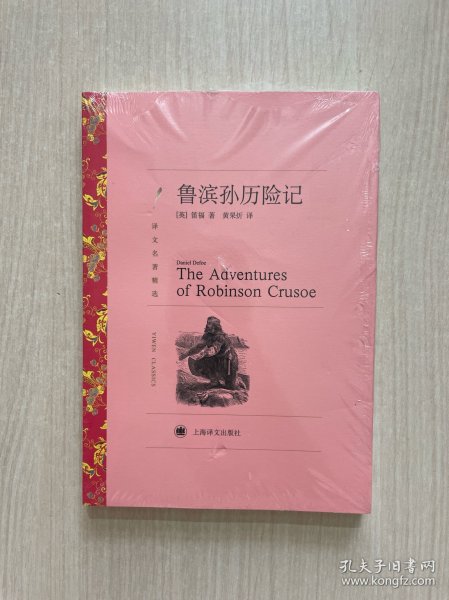 鲁滨孙历险记
[英] 笛福 著 黄杲炘 译
译文名著精选
YIWEN CLASSICS
Daniel Defoe
The Adventures
of Robinson Crusoe
上海译文出版社
孔夫子旧书网
www.kongfz.com